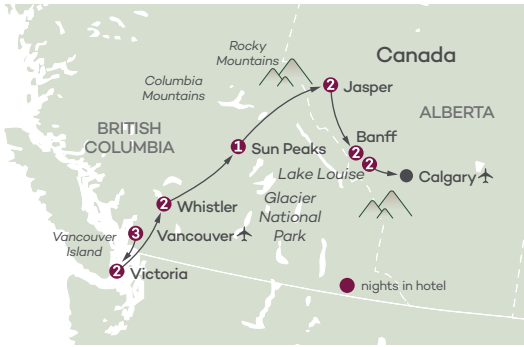 Rocky
Mountains
Canada
Columbia
Mountains
2 Jasper
ALBERTA
BRITISH
COLUMBIA
Banff
1 Sun Peaks
2
2
Lake Louise
Calgary
2 Whistler
Glacier
National
Park
Vancouver
Island
3 Vancouver
2 Victoria
nights in hotel